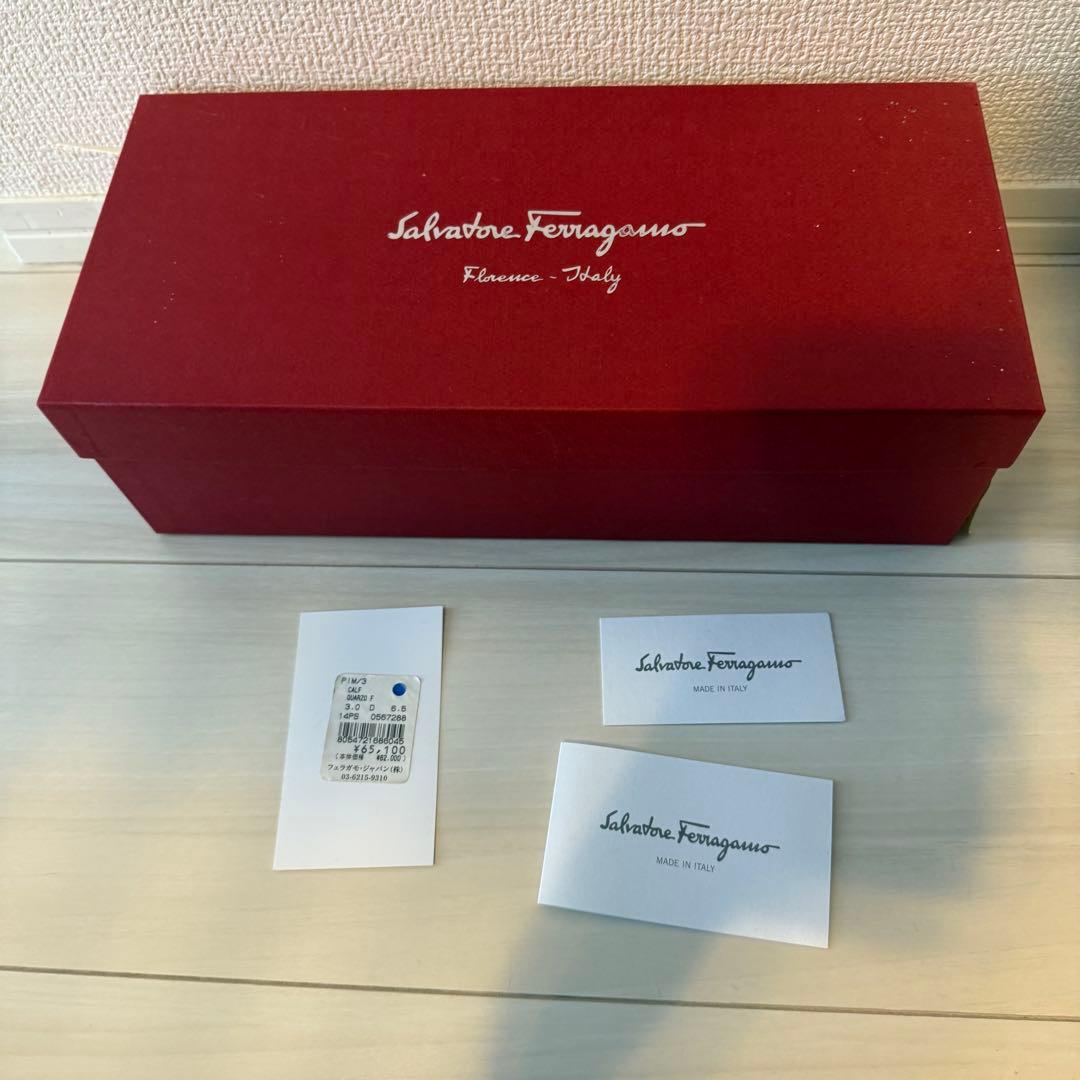 Salvatore Ferragamo
Florence - Italy
PIM/3
CALF
QUARZO F
3.0 D 6.5
14PS 0567288
8054721686045
¥65,100
(本体価格 ¥62,000)
フェラガモ・ジャパン(株)
03-6215-9310
Salvatore Ferragamo
MADE IN ITALY
Salvatore Ferragamo
MADE IN ITALY